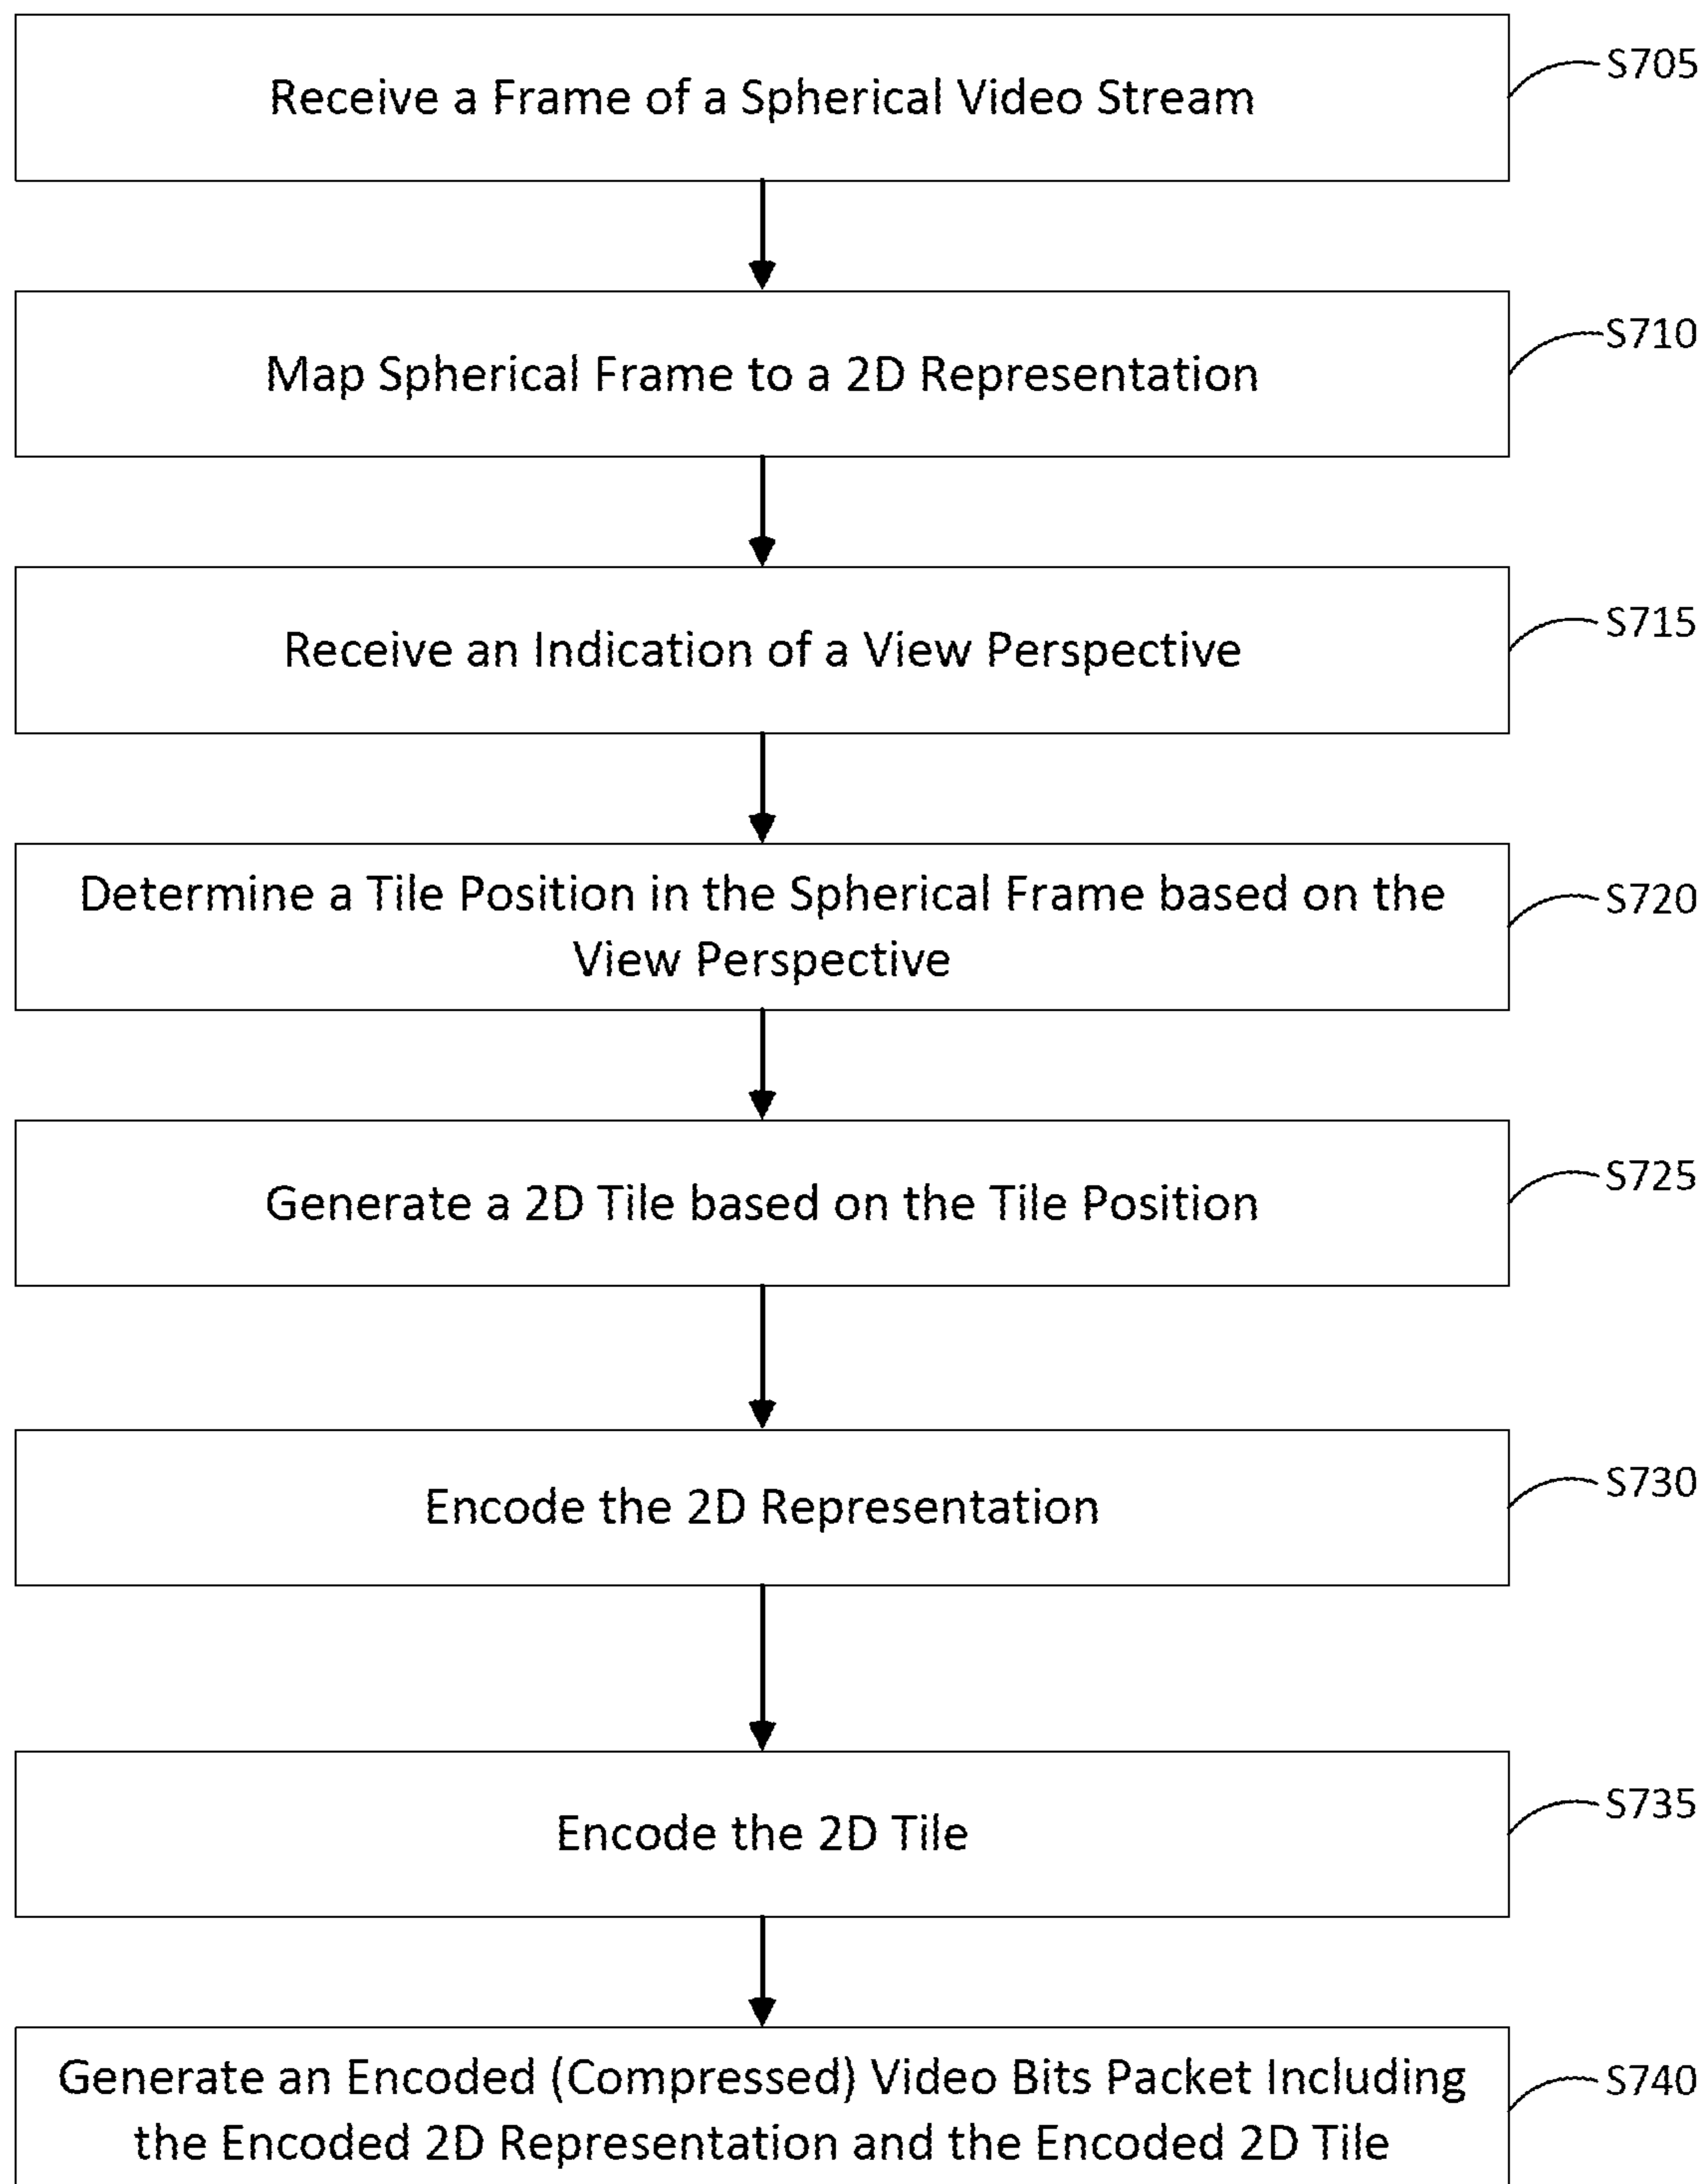 Receive a Frame of a Spherical Video Stream
S705
Map Spherical Frame to a 2D Representation
S710
Receive an Indication of a View Perspective
S715
Determine a Tile Position in the Spherical Frame based on the
View Perspective
S720
Generate a 2D Tile based on the Tile Position
S725
Encode the 2D Representation
S730
Encode the 2D Tile
S735
Generate an Encoded (Compressed) Video Bits Packet Including
the Encoded 2D Representation and the Encoded 2D Tile
S740